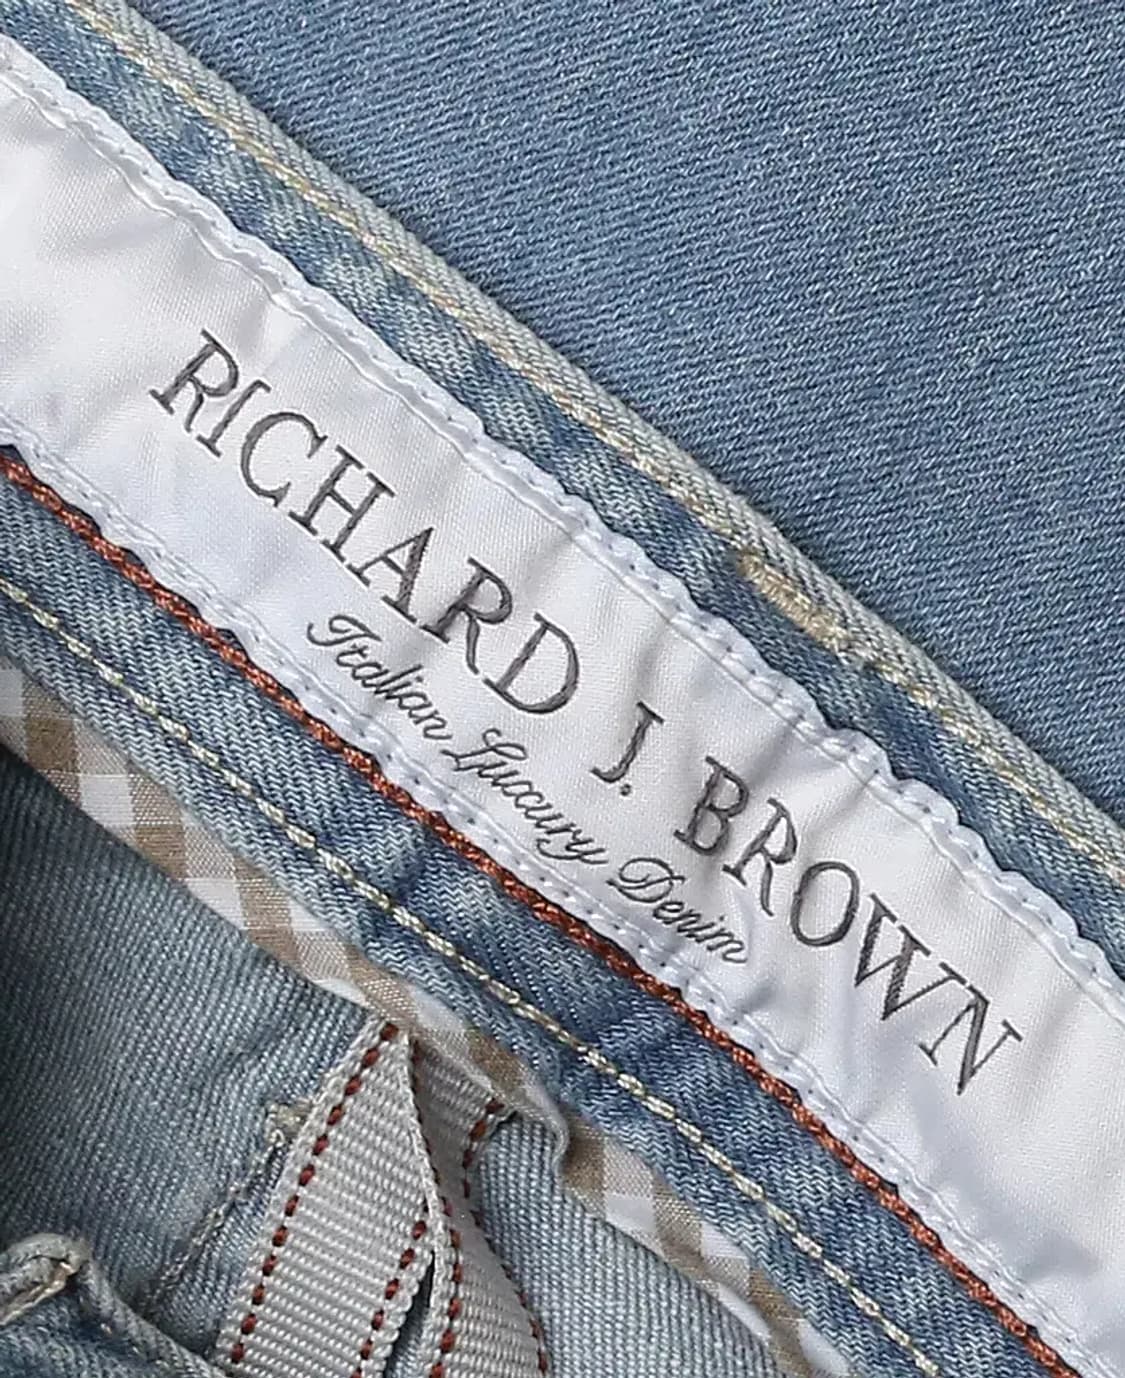 RICHARD J. BROWN
Italian Luxury Denim